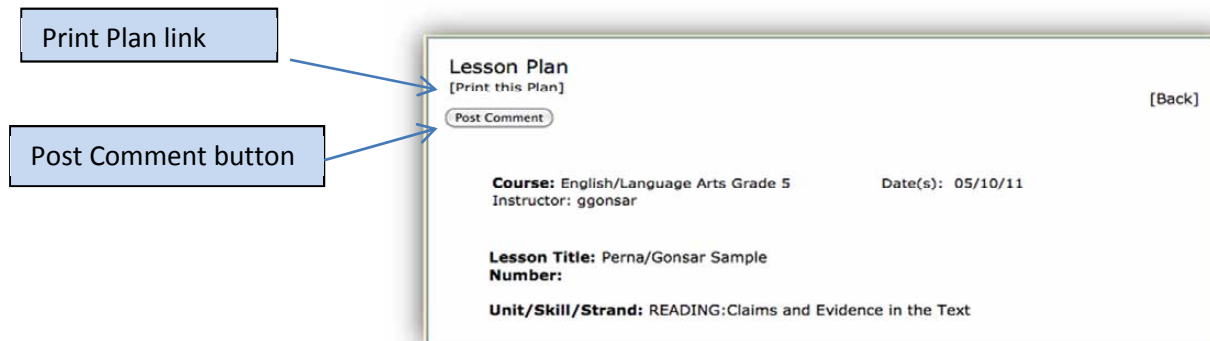 Print Plan link
Lesson Plan
[Print this Plan]
[Back]
Post Comment
Post Comment button
Course: English/Language Arts Grade 5 Date(s): 05/10/11
Instructor: ggonsar
Lesson Title: Perna/Gonsar Sample
Number:
Unit/Skill/Strand: READING:Claims and Evidence in the Text